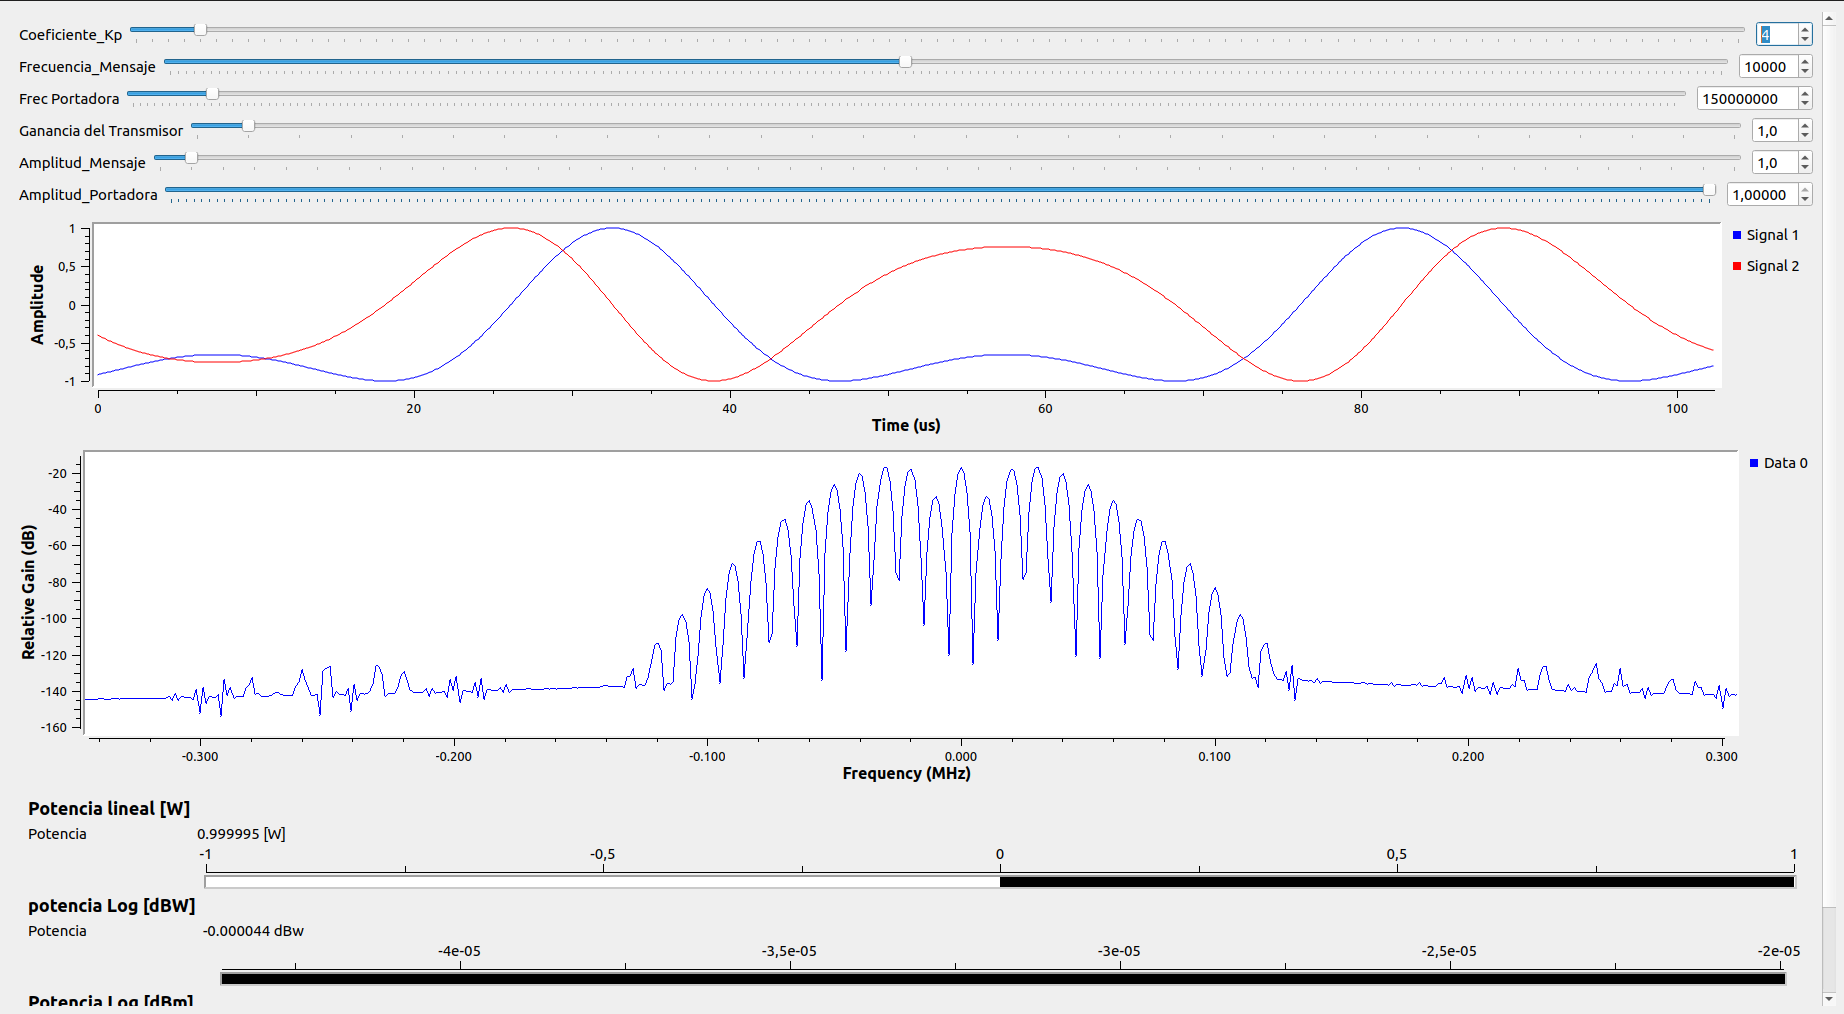 Coeficiente_Kp 4
Frecuencia_Mensaje 10000
Frec Portadora 150000000
Ganancia del Transmisor 1,0
Amplitud_Mensaje 1,0
Amplitud_Portadora 1,00000
Amplitude
1
0,5
0
-0,5
-1
0 20 40 60 80 100
Time (us)
Signal 1
Signal 2
Relative Gain (dB)
-20
-40
-60
-80
-100
-120
-140
-160
-0.300 -0.200 -0.100 0.000 0.100 0.200 0.300
Frequency (MHz)
Data 0
Potencia lineal [W]
Potencia 0.999995 [W]
-1 -0,5 0 0,5 1
potencia Log [dBW]
Potencia -0.000044 dBw
-4e-05 -3,5e-05 -3e-05 -2,5e-05 -2e-05
Potencia Log [dBm]